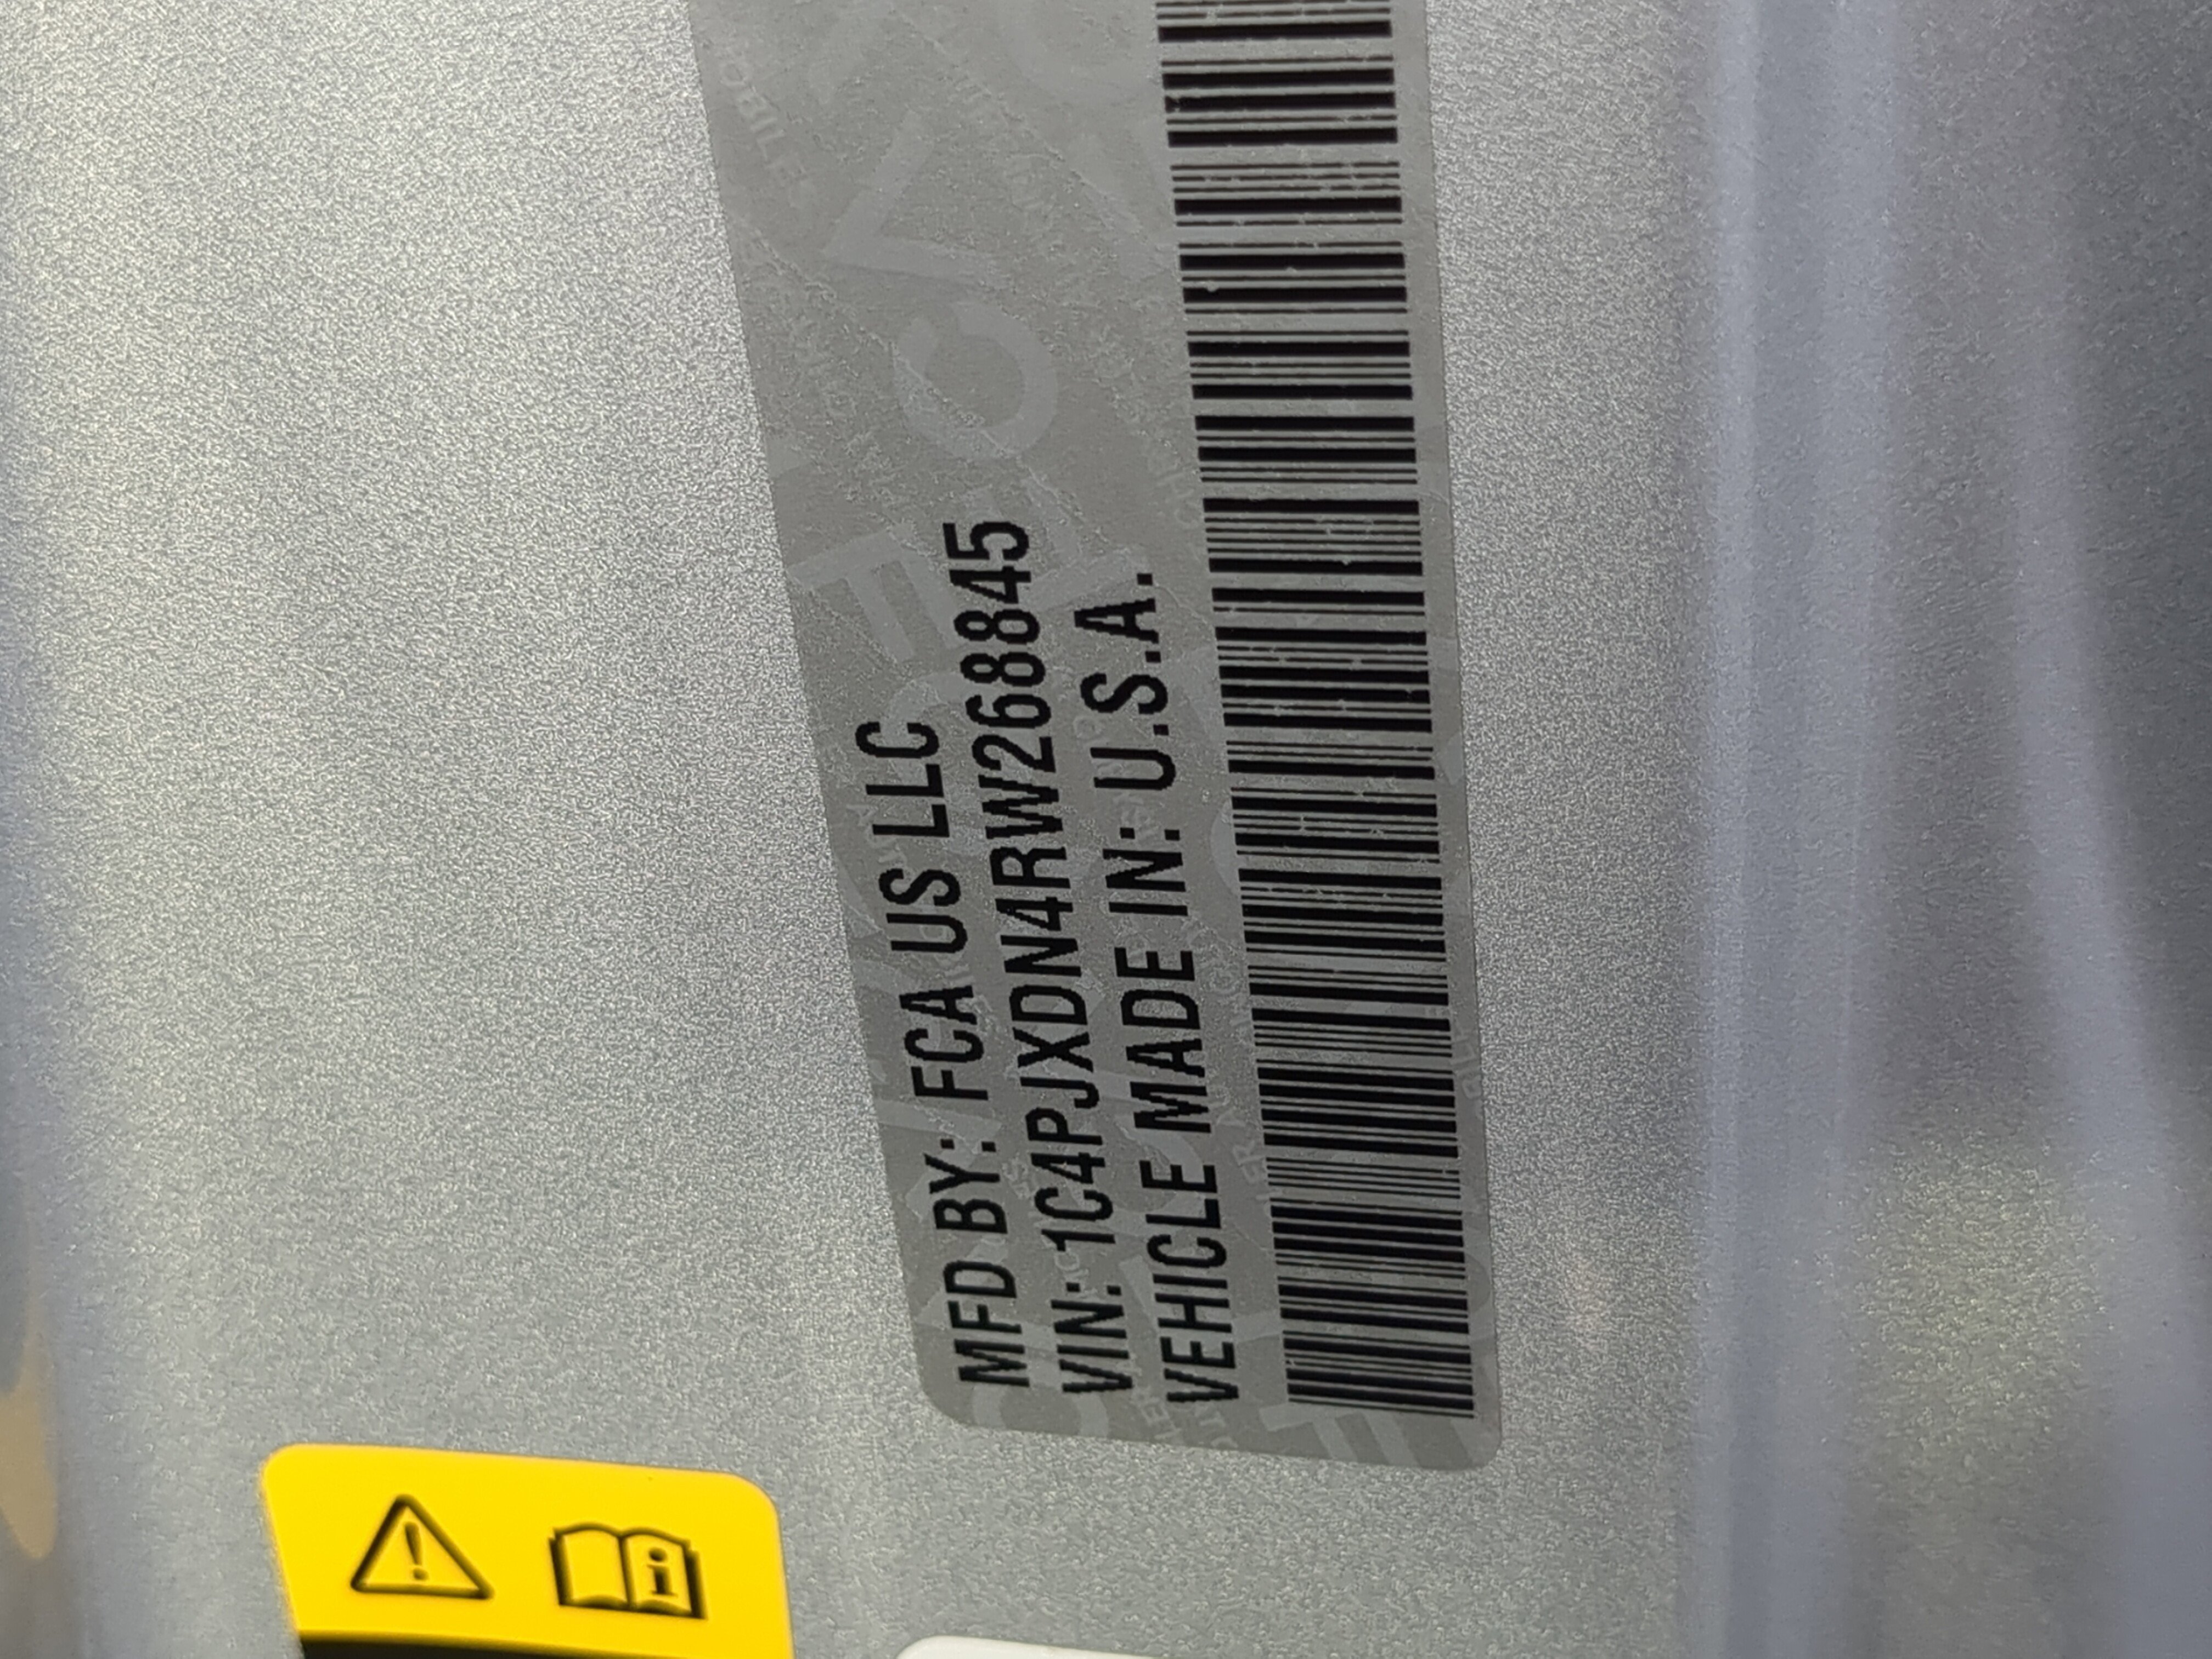 MFD BY: FCA US LLC
VIN: 1C4PJXDN4RW268845
VEHICLE MADE IN: U.S.A.